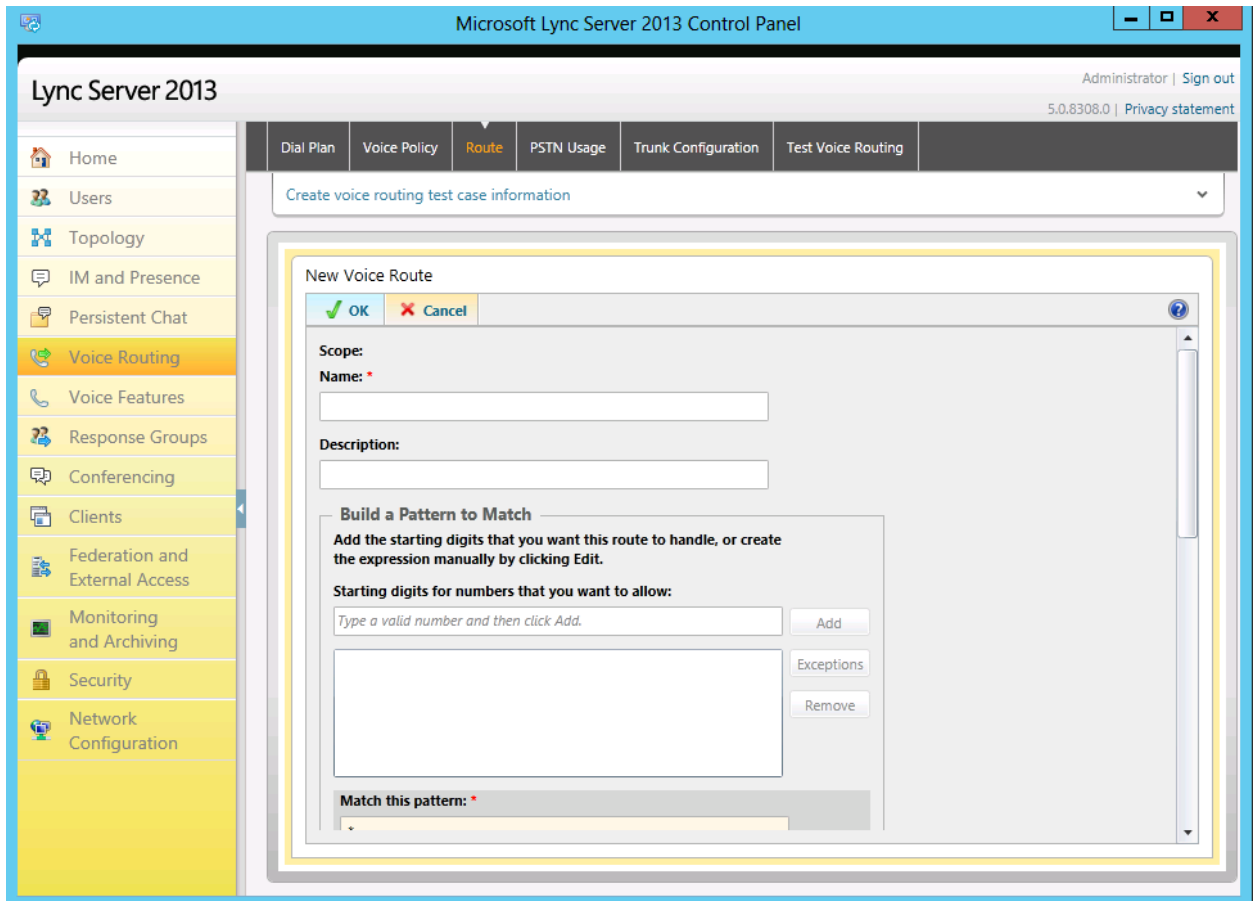 Microsoft Lync Server 2013 Control Panel
Lync Server 2013
Administrator | Sign out
5.0.8308.0 | Privacy statement
Home
Users
Topology
IM and Presence
Persistent Chat
Voice Routing
Voice Features
Response Groups
Conferencing
Clients
Federation and
External Access
Monitoring
and Archiving
Security
Network
Configuration
Dial Plan Voice Policy Route PSTN Usage Trunk Configuration Test Voice Routing
Create voice routing test case information
New Voice Route
OK Cancel
Scope:
Name: *
Description:
Build a Pattern to Match
Add the starting digits that you want this route to handle, or create
the expression manually by clicking Edit.
Starting digits for numbers that you want to allow:
Type a valid number and then click Add.
Add
Exceptions
Remove
Match this pattern: *